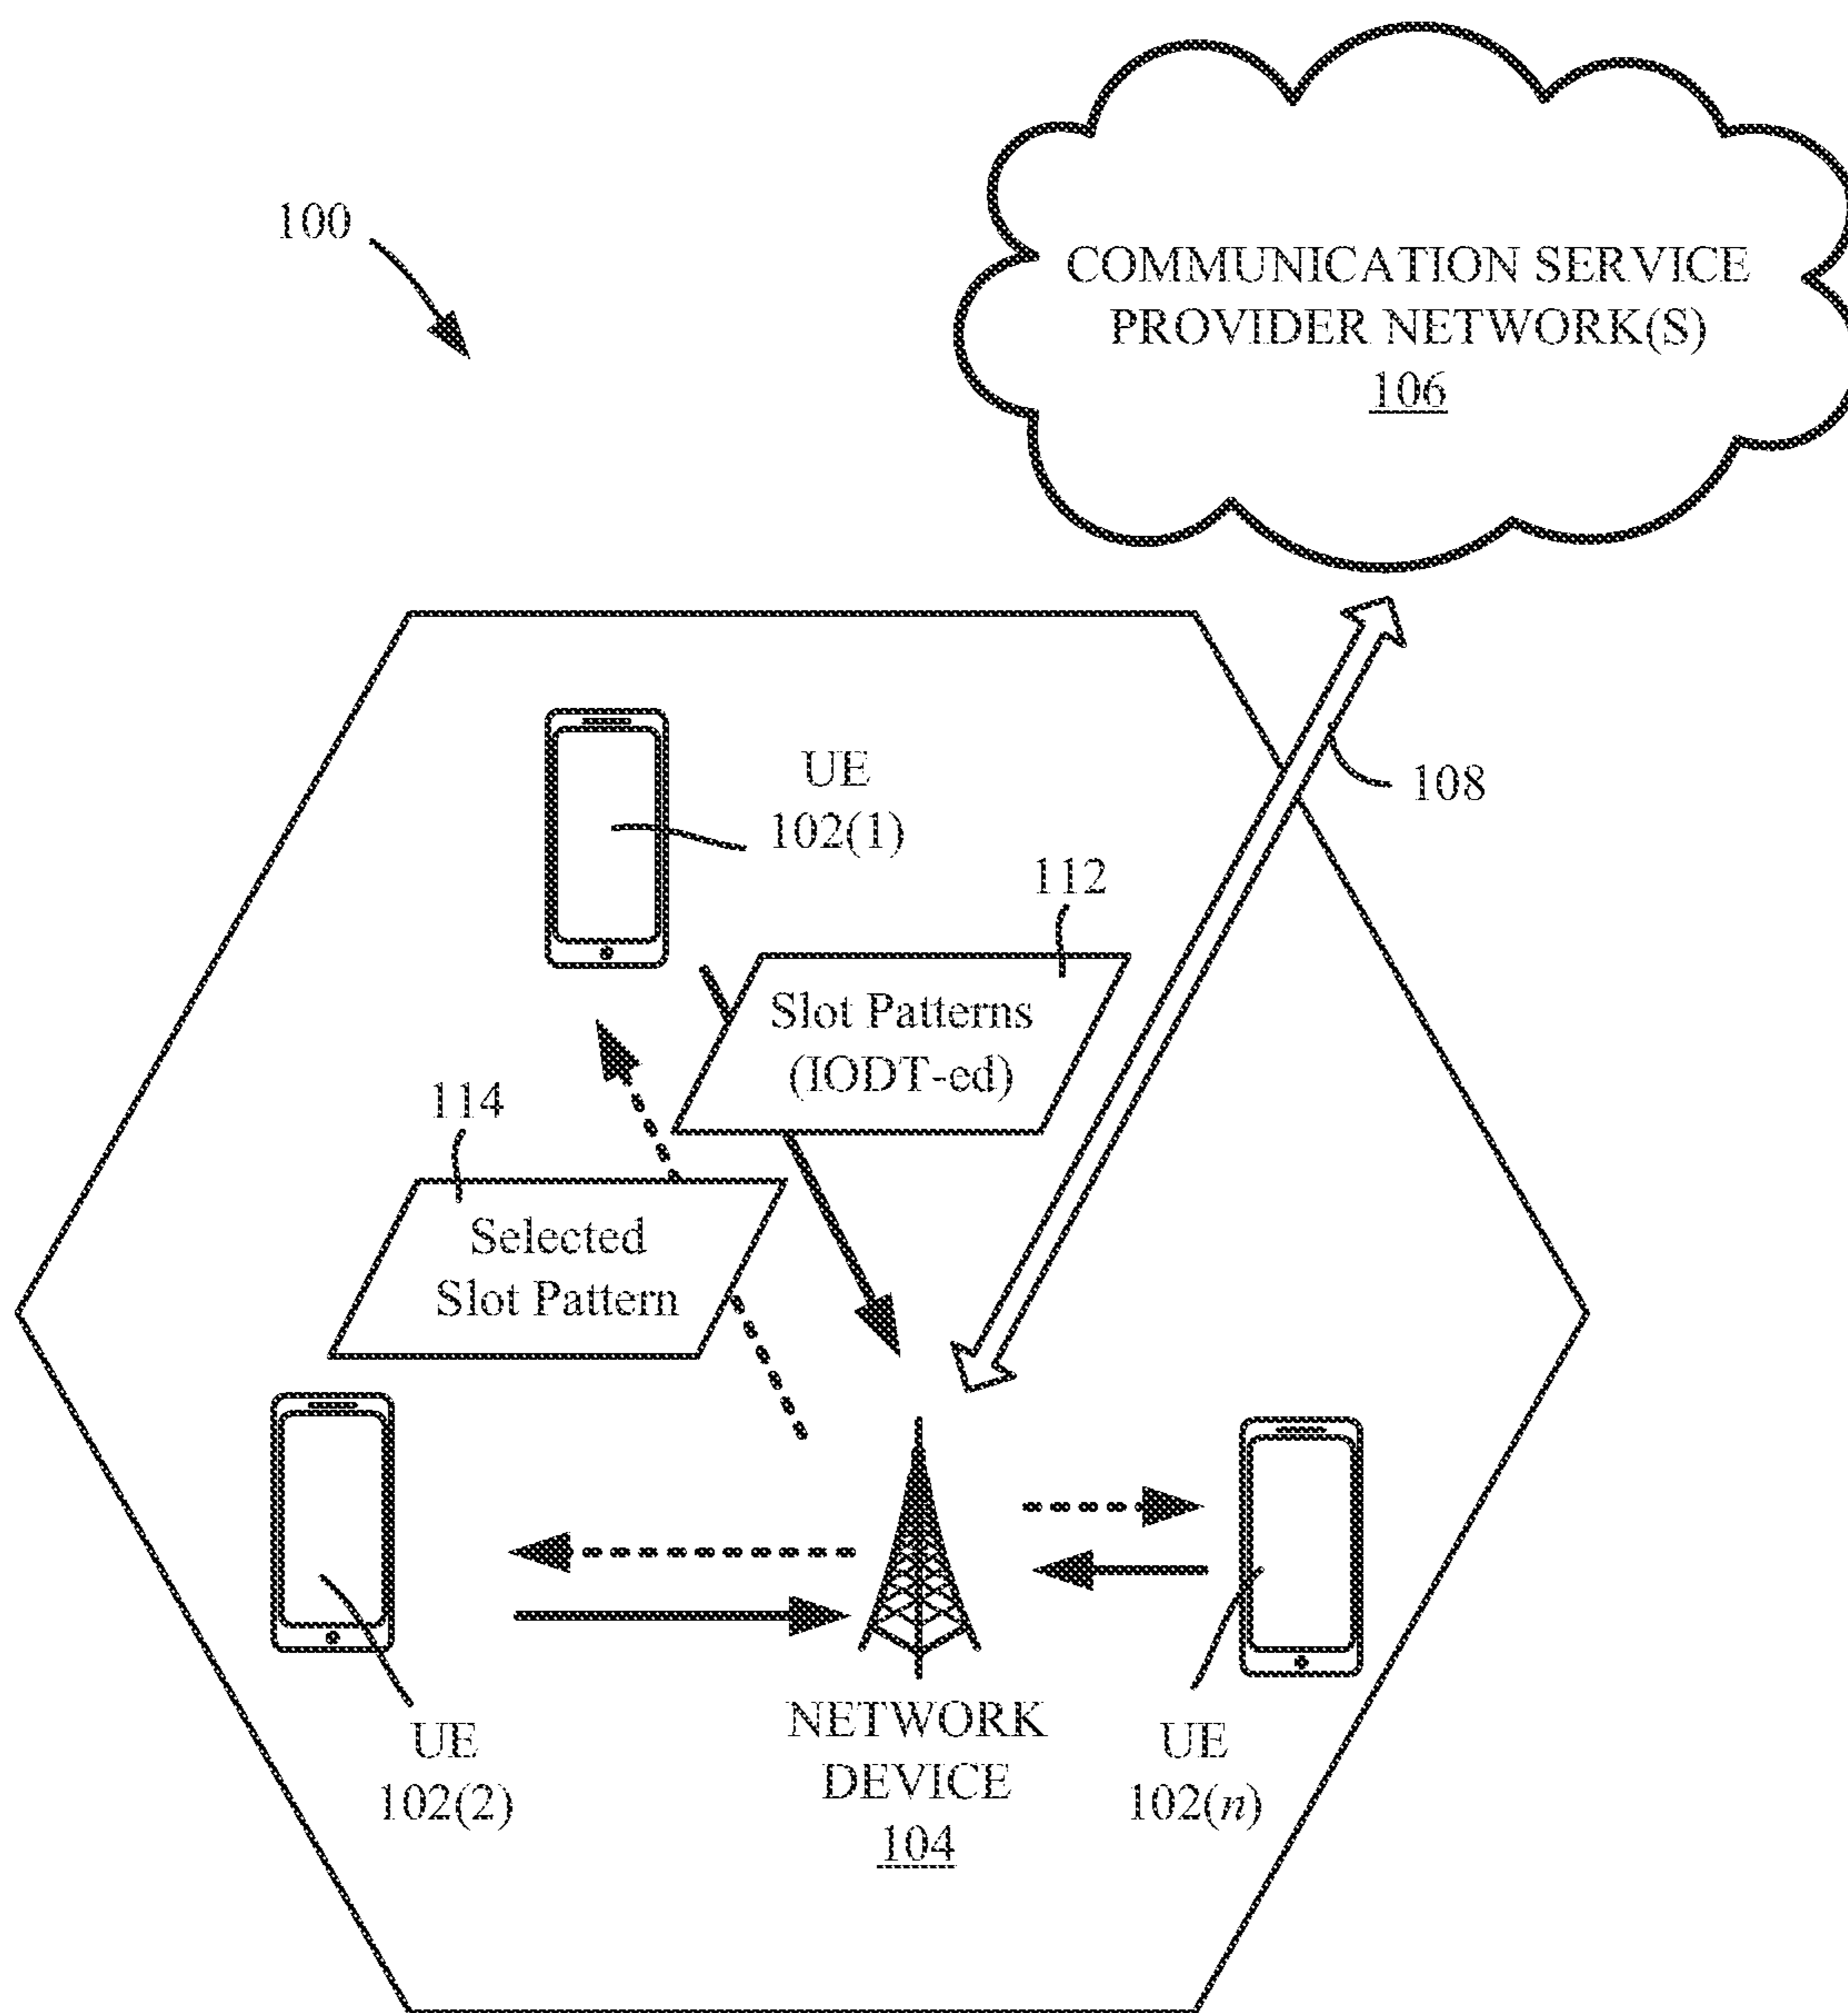 100
COMMUNICATION SERVICE
PROVIDER NETWORK(S)
106
108
UE
102(1)
112
Slot Patterns
(IODT-ed)
114
Selected
Slot Pattern
UE
102(2)
NETWORK
DEVICE
104
UE
102(n)